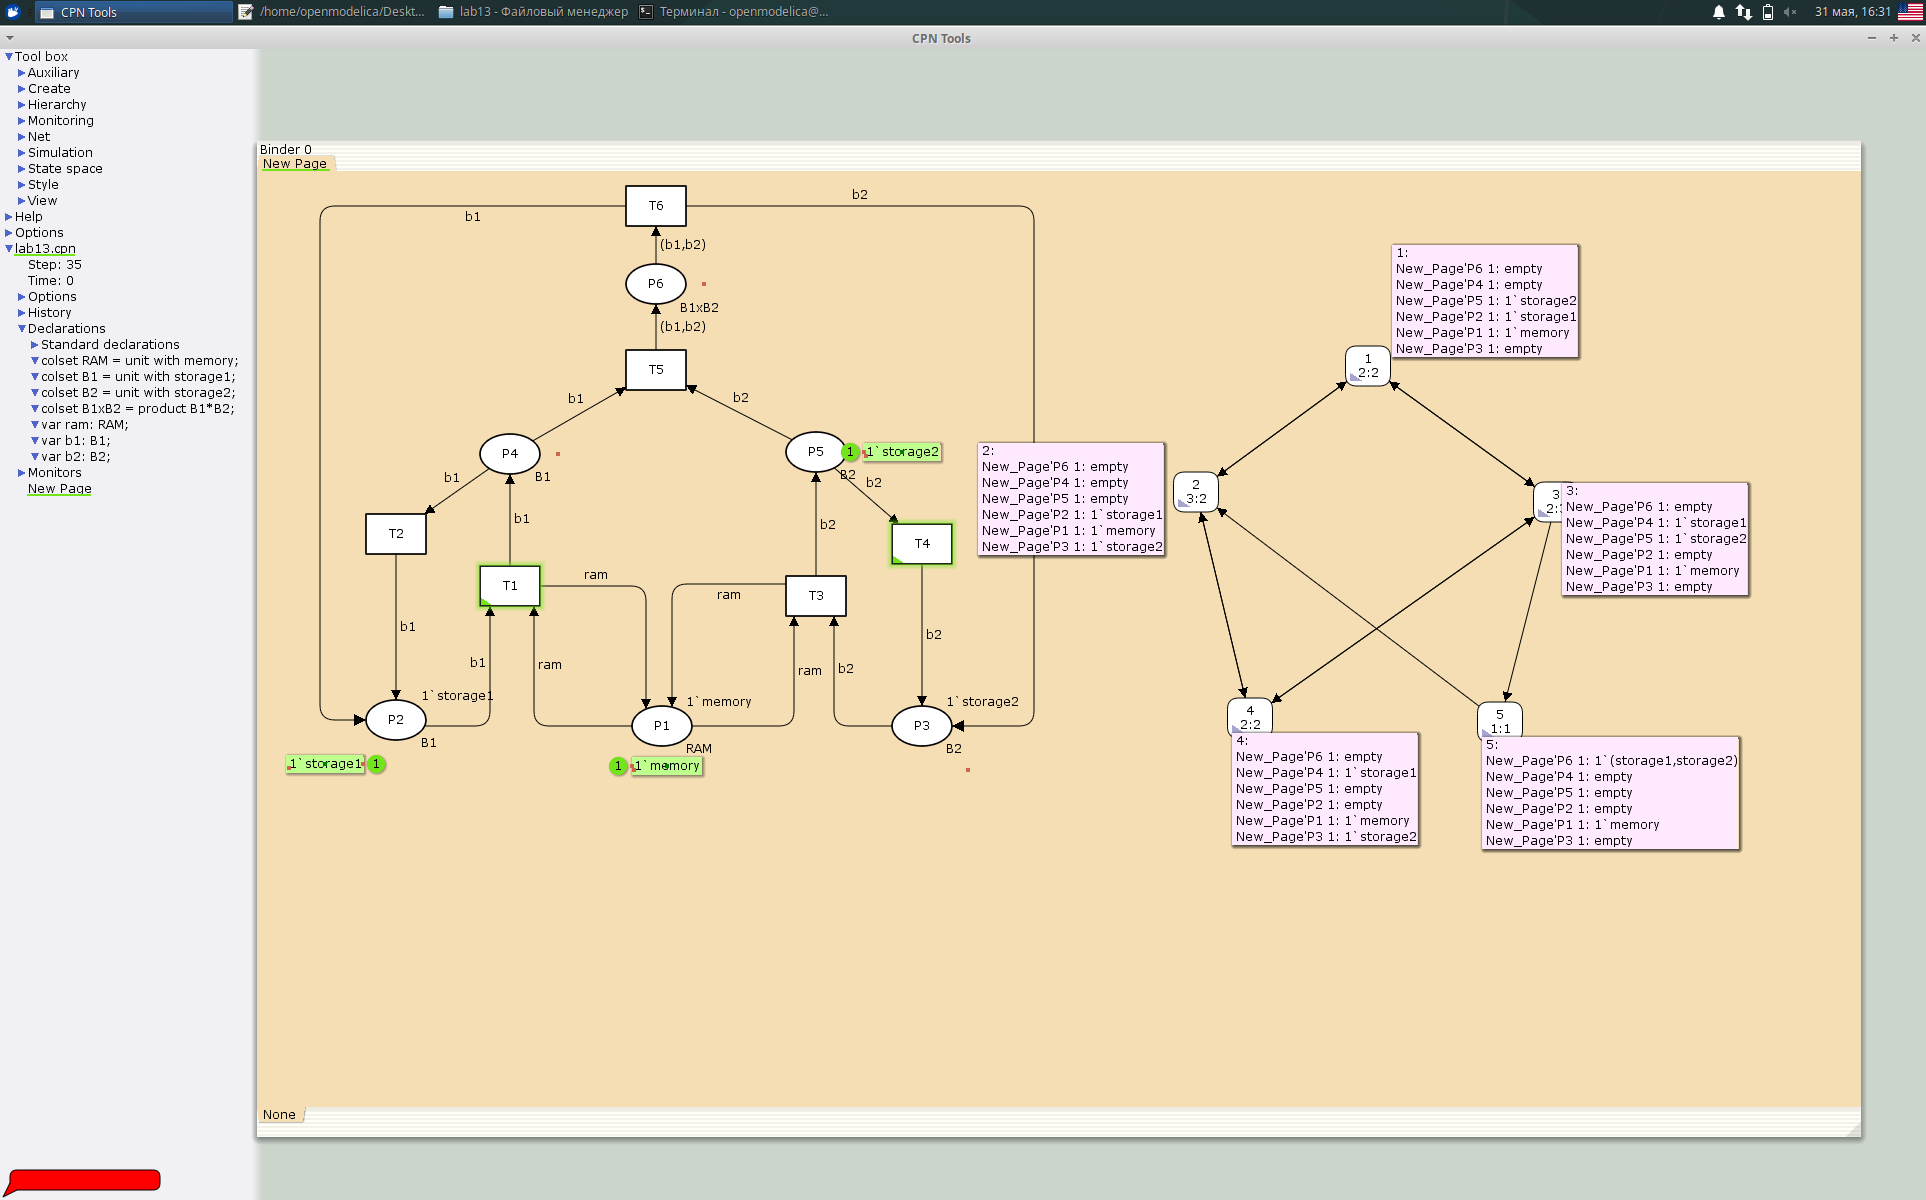 CPN Tools
/home/openmodelica/Deskt...
lab13 - Файловый менеджер
Терминал - openmodelica@...
31 мая, 16:31
CPN Tools
Tool box
Auxiliary
Create
Hierarchy
Monitoring
Net
Simulation
State space
Style
View
Help
Options
lab13.cpn
Step: 35
Time: 0
Options
History
Declarations
Standard declarations
colset RAM = unit with memory;
colset B1 = unit with storage1;
colset B2 = unit with storage2;
colset B1xB2 = product B1*B2;
var ram: RAM;
var b1: B1;
var b2: B2;
Monitors
New Page
Binder 0
New Page
T6
b1
b2
(b1,b2)
P6
B1xB2
(b1,b2)
T5
b1
b2
P4
B1
P5
1
1`storage2
B2
b1
b2
T2
b1
b2
T4
T1
ram
ram
T3
b1
b1
ram
ram
b2
b2
1`storage1
P2
B1
1`storage1
1
1`memory
P1
RAM
1
1`memory
1`storage2
P3
B2
1:
New_Page'P6 1: empty
New_Page'P4 1: empty
New_Page'P5 1: 1`storage2
New_Page'P2 1: 1`storage1
New_Page'P1 1: 1`memory
New_Page'P3 1: empty
1
2:2
2:
New_Page'P6 1: empty
New_Page'P4 1: empty
New_Page'P5 1: empty
New_Page'P2 1: 1`storage1
New_Page'P1 1: 1`memory
New_Page'P3 1: 1`storage2
2
3:2
3
2:
3:
New_Page'P6 1: empty
New_Page'P4 1: 1`storage1
New_Page'P5 1: 1`storage2
New_Page'P2 1: empty
New_Page'P1 1: 1`memory
New_Page'P3 1: empty
4
2:2
4:
New_Page'P6 1: empty
New_Page'P4 1: 1`storage1
New_Page'P5 1: empty
New_Page'P2 1: empty
New_Page'P1 1: 1`memory
New_Page'P3 1: 1`storage2
5
1:1
5:
New_Page'P6 1: 1`(storage1,storage2)
New_Page'P4 1: empty
New_Page'P5 1: empty
New_Page'P2 1: empty
New_Page'P1 1: 1`memory
New_Page'P3 1: empty
None